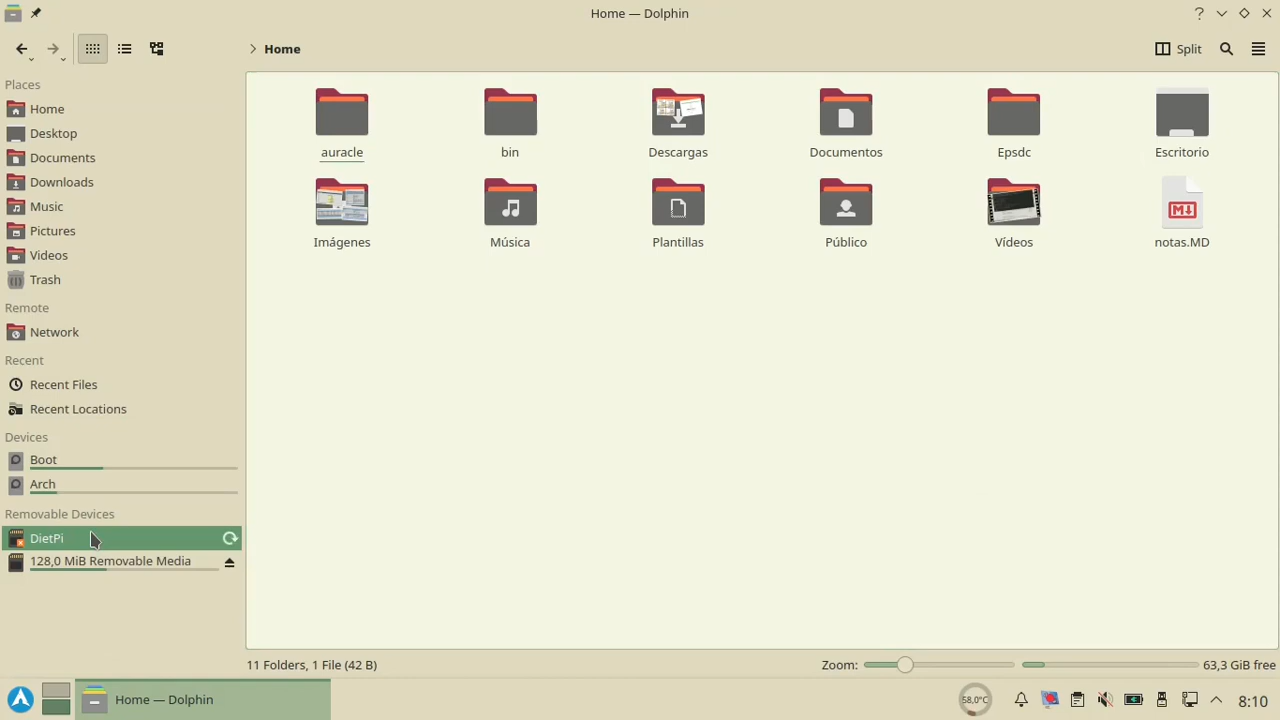 Home — Dolphin
?
Home
Split
Places
Home
Desktop
Documents
Downloads
Music
Pictures
Videos
Trash
Remote
Network
Recent
Recent Files
Recent Locations
Devices
Boot
Arch
Removable Devices
DietPi
128,0 MiB Removable Media
auracle
bin
Descargas
Documentos
Epsdc
Escritorio
Imágenes
Música
Plantillas
Público
Vídeos
notas.MD
11 Folders, 1 File (42 B)
Zoom:
63,3 GiB free
Home — Dolphin
58,0°C
8:10